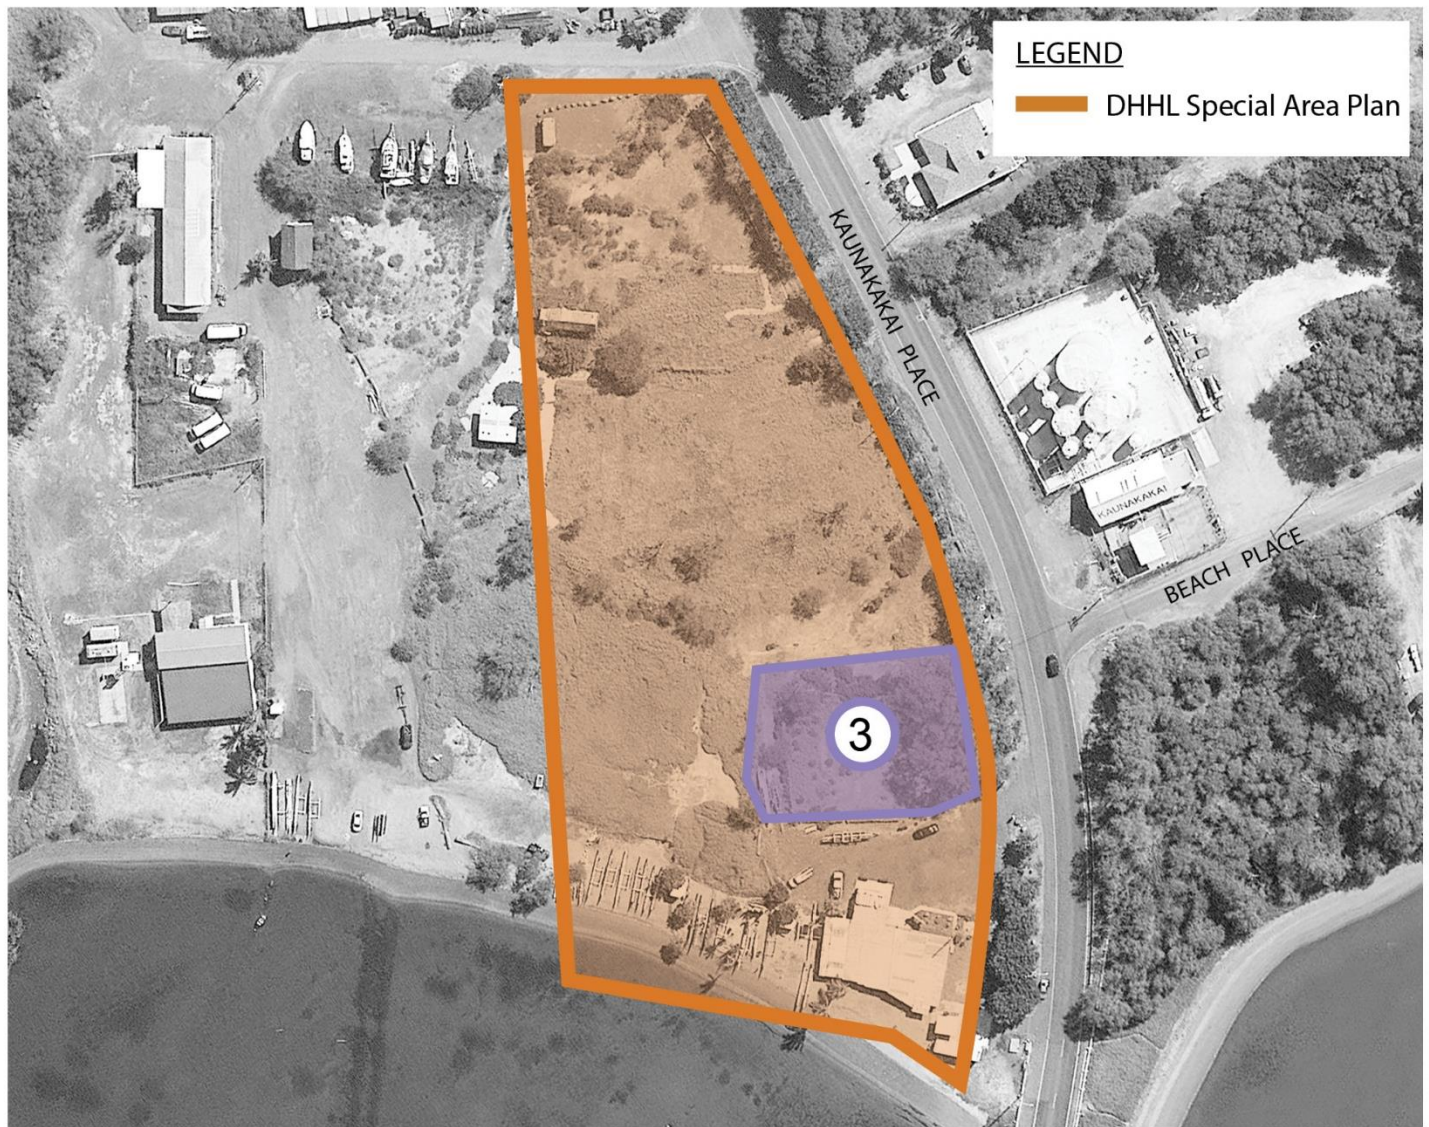 LEGEND
DHHL Special Area Plan
KAUNAKAKAI PLACE
KAUNAKAKAI
BEACH PLACE
3